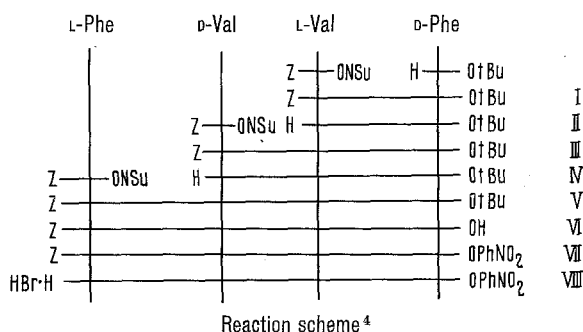 L-Phe D-Val L-Val D-Phe
Z ONSu H OtBu
Z OtBu I
Z ONSu H OtBu II
Z OtBu III
Z ONSu H OtBu IV
Z OtBu V
Z OH VI
Z OPhNO₂ VII
HBr·H OPhNO₂ VIII
Reaction scheme⁴